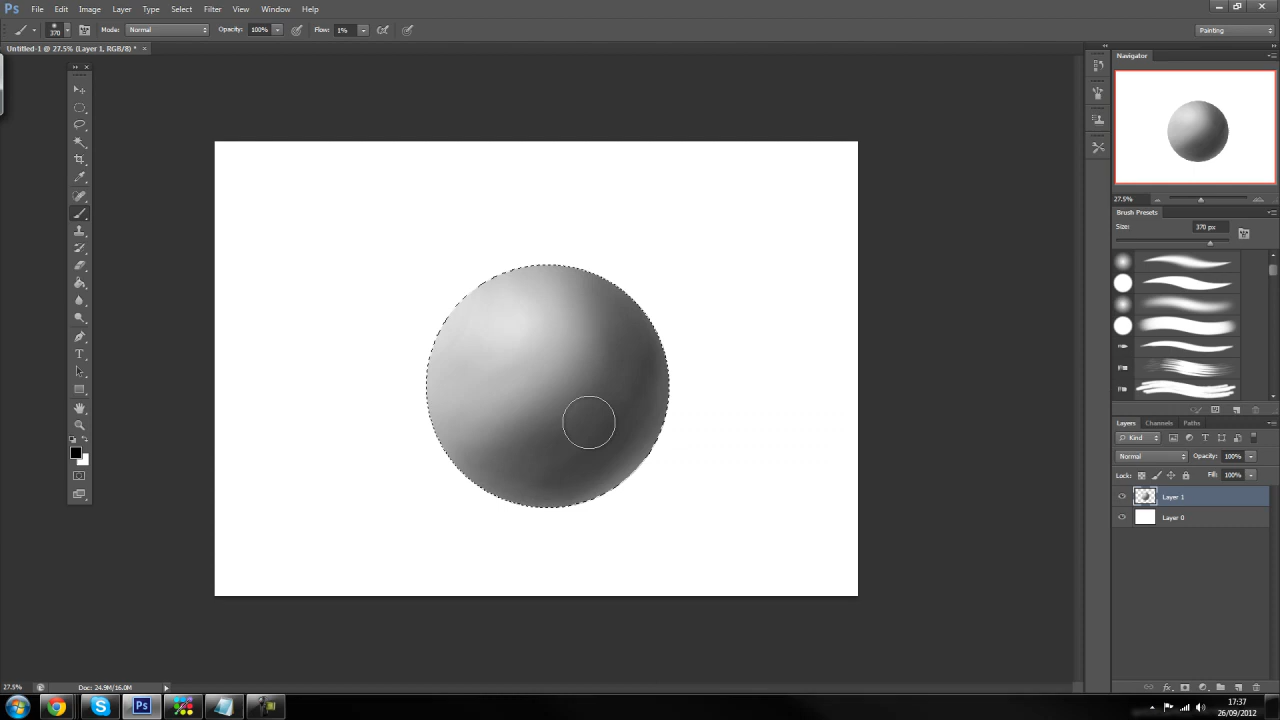 Ps File Edit Image Layer Type Select Filter View Window Help
370 Mode: Normal Opacity: 100% Flow: 1% Painting
Untitled-1 @ 27.5% (Layer 1, RGB/8) * ×
Navigator
27.5%
Brush Presets
Size: 370 px
Layers Channels Paths
Kind
Normal Opacity: 100%
Lock: Fill: 100%
Layer 1
Layer 0
27.5% Doc: 24.9M/16.0M
Ps
17:37
26/09/2012